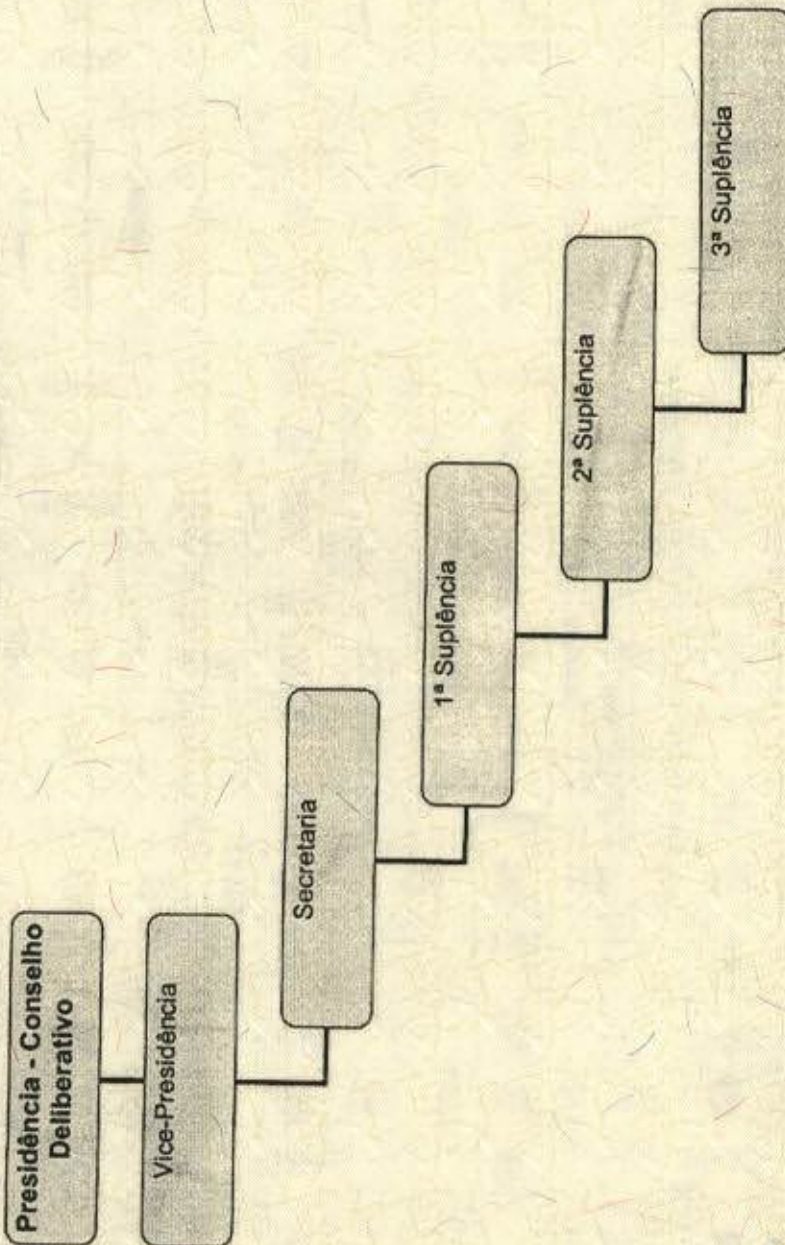 Presidência - Conselho
Deliberativo
Vice-Presidência
Secretaria
1ª Suplência
2ª Suplência
3ª Suplência